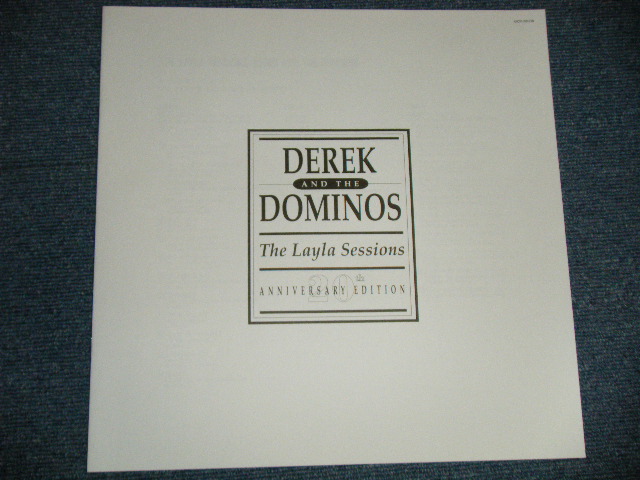 DEREK
AND THE
DOMINOS
The Layla Sessions
20th
ANNIVERSARY EDITION